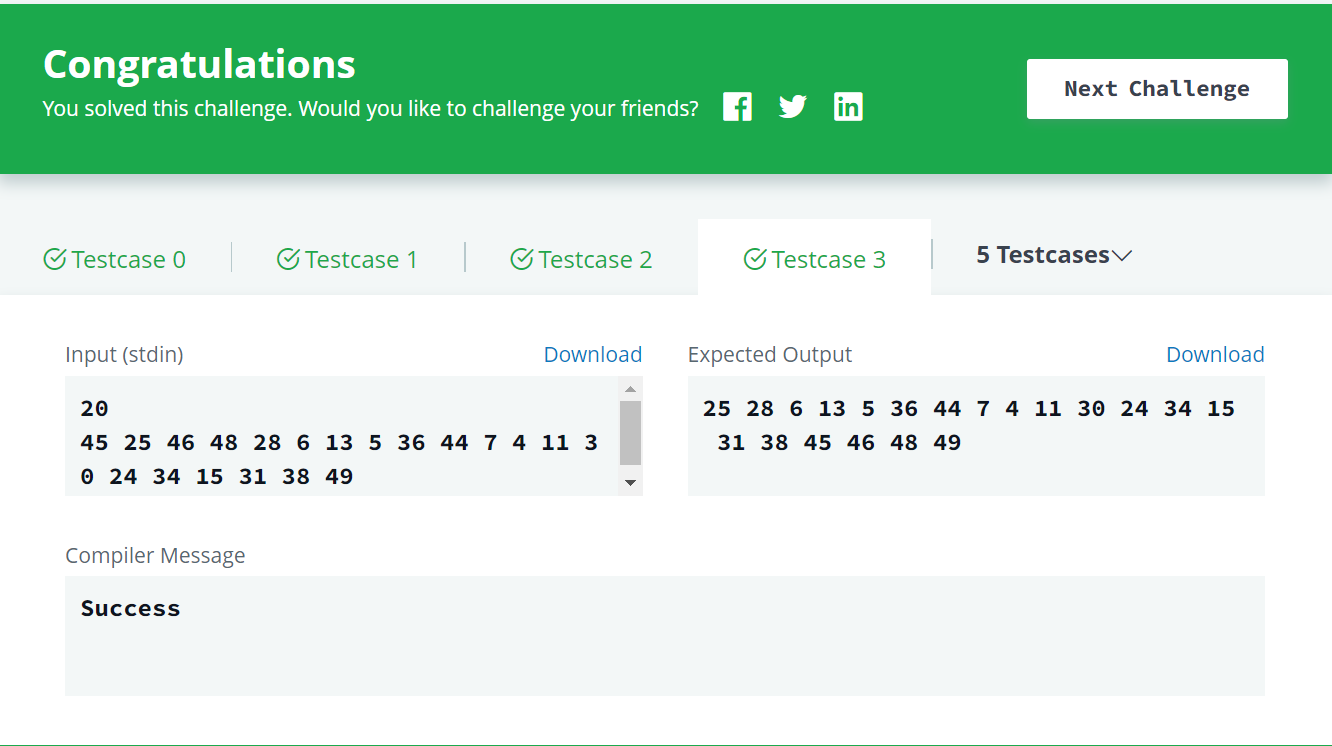 Congratulations
You solved this challenge. Would you like to challenge your friends?
Next Challenge
Testcase 0
Testcase 1
Testcase 2
Testcase 3
5 Testcases
Input (stdin)
Download
20
45 25 46 48 28 6 13 5 36 44 7 4 11 3
0 24 34 15 31 38 49
Expected Output
Download
25 28 6 13 5 36 44 7 4 11 30 24 34 15
31 38 45 46 48 49
Compiler Message
Success